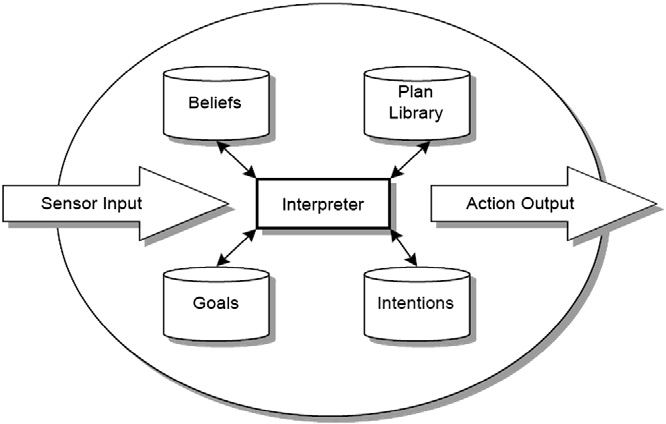 Beliefs
Plan
Library
Sensor Input
Interpreter
Action Output
Goals
Intentions